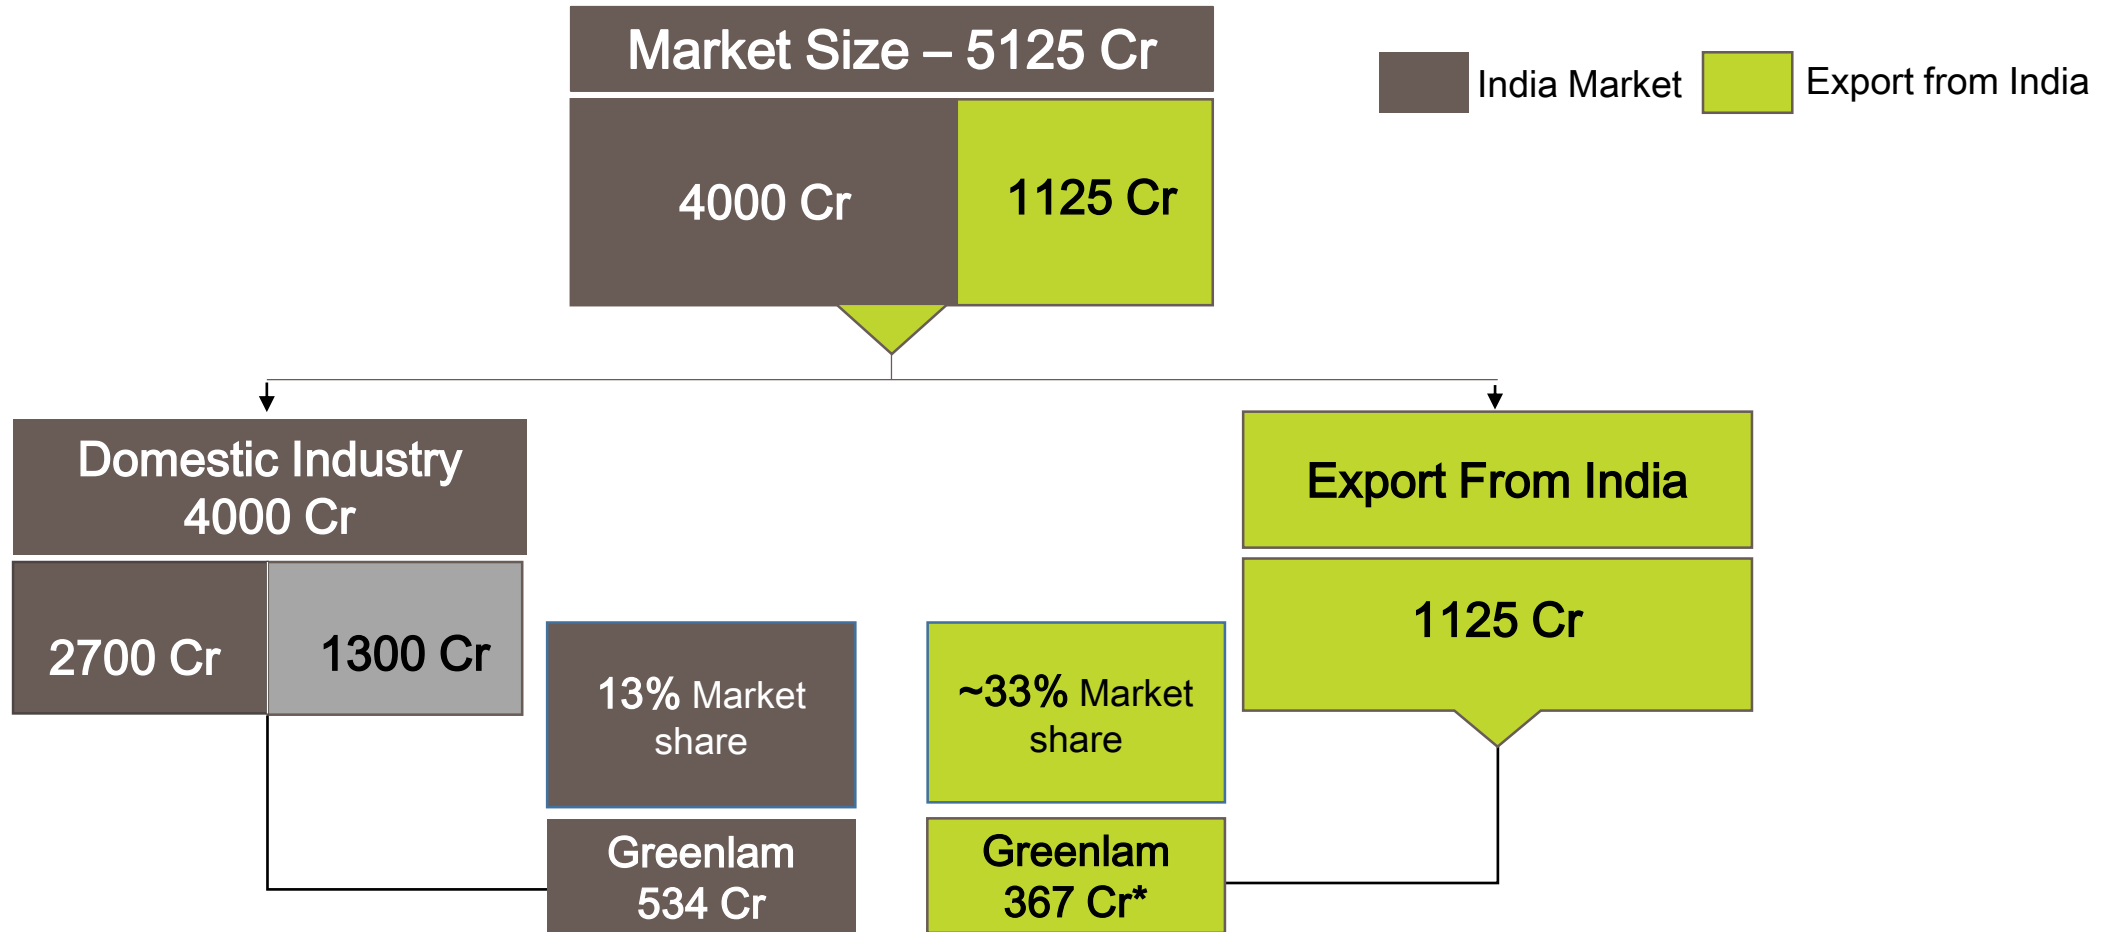 Market Size – 5125 Cr
India Market
Export from India
4000 Cr
1125 Cr
Domestic Industry
4000 Cr
Export From India
2700 Cr
1300 Cr
1125 Cr
13% Market
share
~33% Market
share
Greenlam
534 Cr
Greenlam
367 Cr*